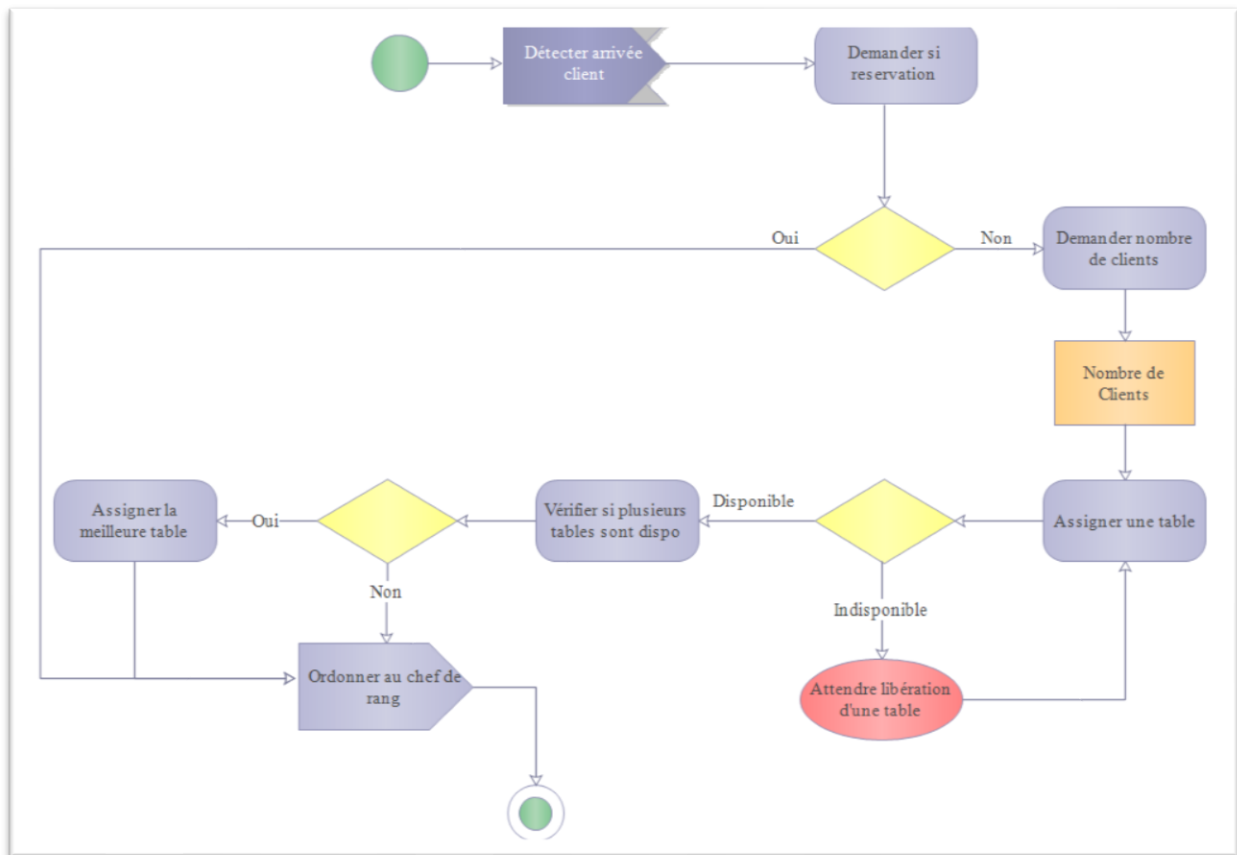 Détecter arrivée
client
Demander si
reservation
Oui
Non
Demander nombre
de clients
Nombre de
Clients
Assigner la
meilleure table
Oui
Vérifier si plusieurs
tables sont dispo
Disponible
Assigner une table
Non
Indisponible
Ordonner au chef de
rang
Attendre libération
d'une table